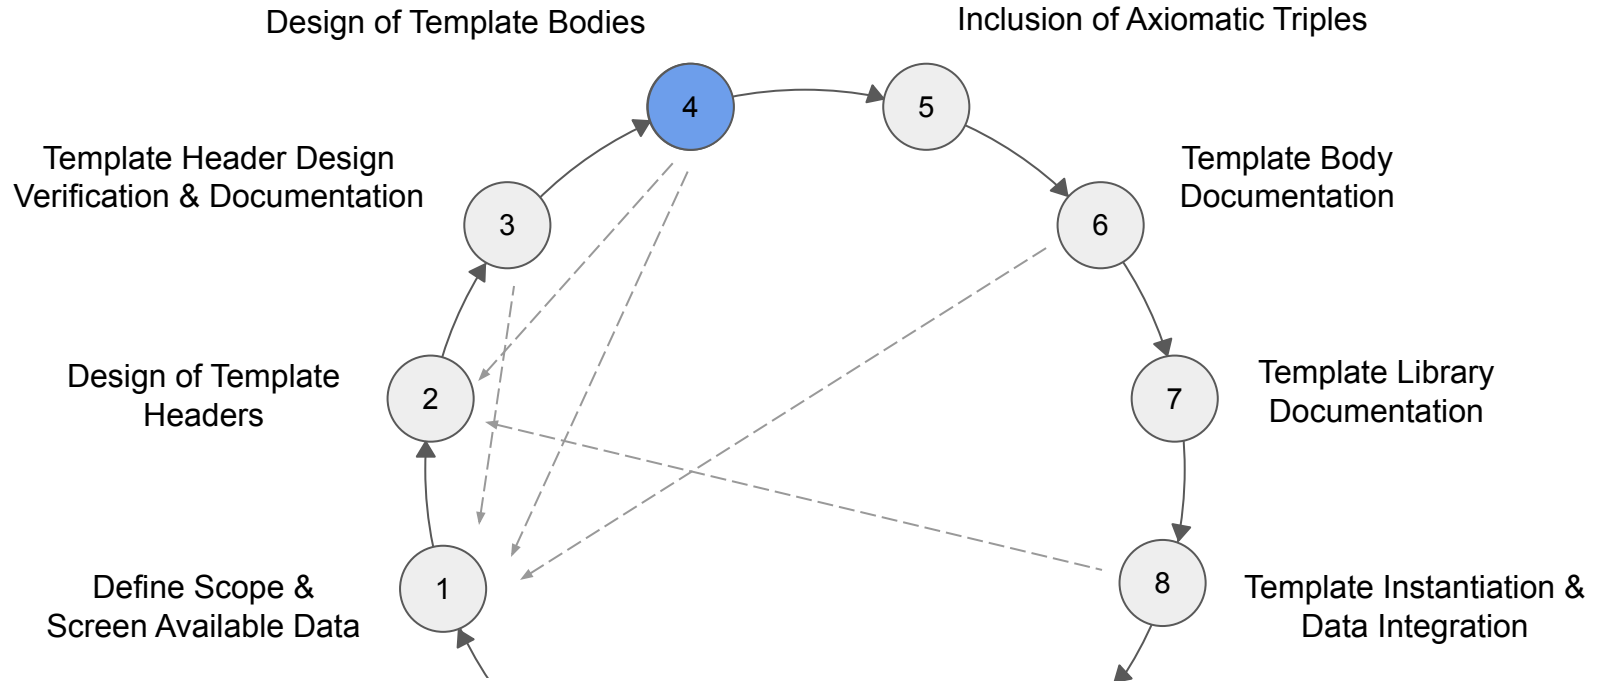 Design of Template Bodies
Inclusion of Axiomatic Triples
4
5
Template Header Design
Verification & Documentation
3
6
Template Body
Documentation
Design of Template
Headers
2
7
Template Library
Documentation
Define Scope &
Screen Available Data
1
8
Template Instantiation &
Data Integration